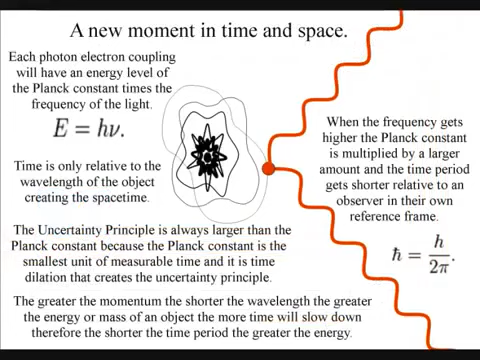 A new moment in time and space.
Each photon electron coupling
will have an energy level of
the Planck constant times the
frequency of the light.
E = hν.
Time is only relative to the
wavelength of the object
creating the spacetime.
When the frequency gets
higher the Planck constant
is multiplied by a larger
amount and the time period
gets shorter relative to an
observer in their own
reference frame.
ħ = h/2π.
The Uncertainty Principle is always larger than the
Planck constant because the Planck constant is the
smallest unit of measurable time and it is time
dilation that creates the uncertainty principle.
The greater the momentum the shorter the wavelength the greater
the energy or mass of an object the more time will slow down
therefore the shorter the time period the greater the energy.